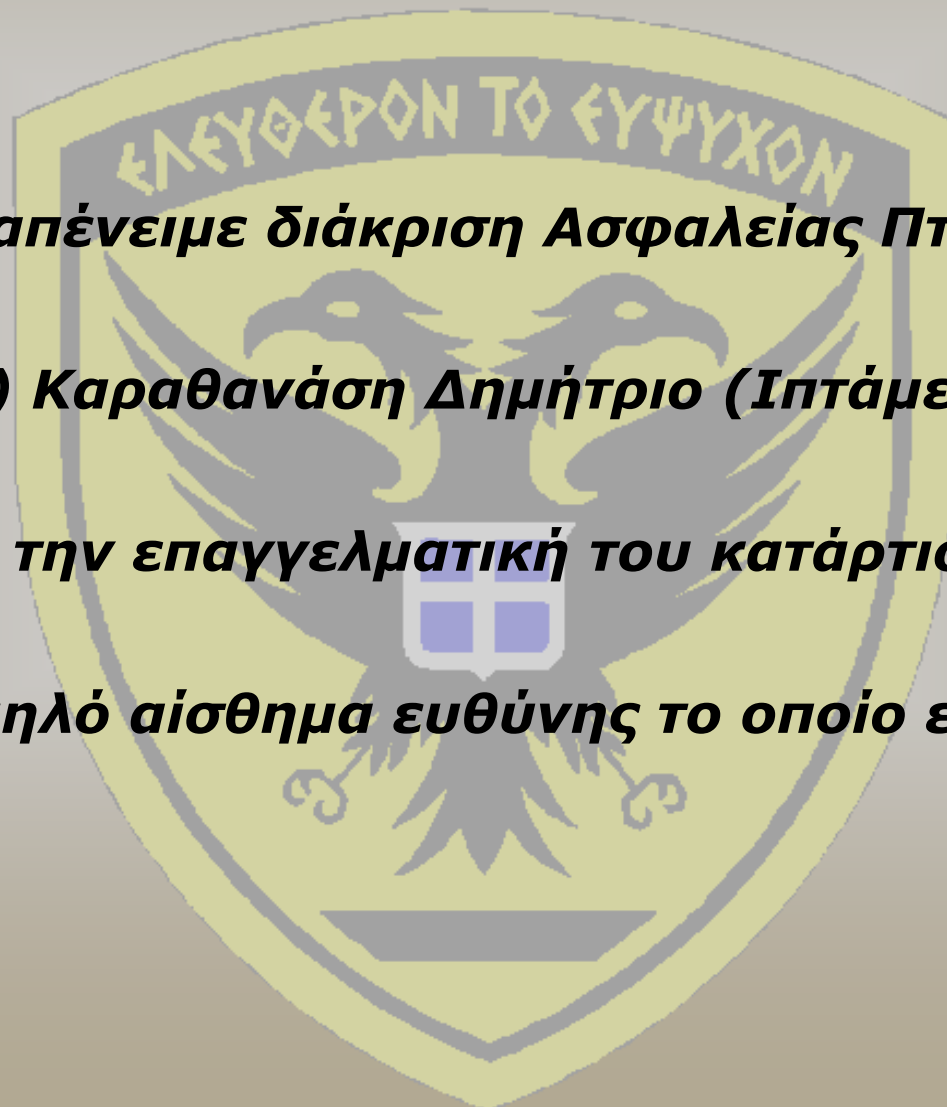 ΕΛΕΥΘΕΡΟΝ ΤΟ ΕΥΨΥΧΟΝ
απένειμε διάκριση Ασφαλείας Πτ
) Καραθανάση Δημήτριο (Ιπτάμε
την επαγγελματική του κατάρτισ
ηλό αίσθημα ευθύνης το οποίο ε